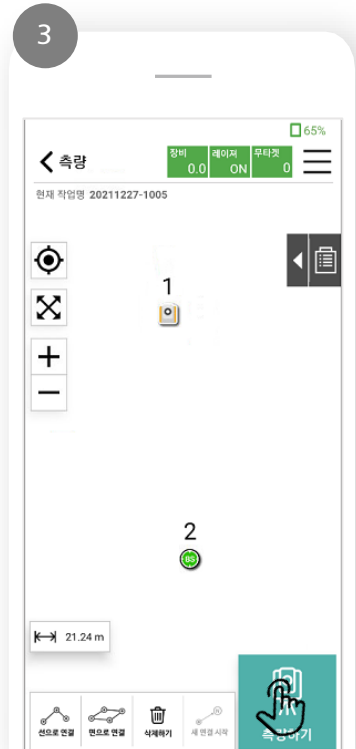 3
65%
측량
장비 레이저 무타겟
0.0 ON 0
현재 작업명 20211227-1005
1
2
BS
21.24 m
선으로 연결 면으로 연결 삭제하기 새 연결 시작
측량하기